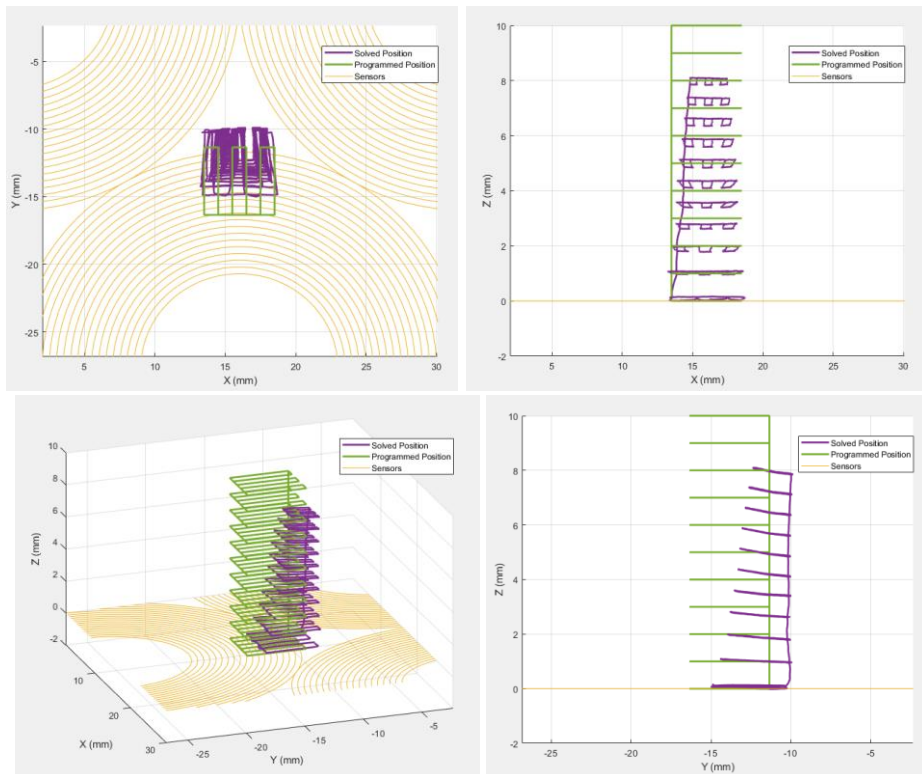 -5
-10
-15
-20
-25
Y (mm)
5
10
15
20
25
30
X (mm)
Solved Position
Programmed Position
Sensors
10
8
6
4
2
0
-2
Z (mm)
5
10
15
20
25
30
X (mm)
Solved Position
Programmed Position
Sensors
10
8
6
4
2
0
-2
Z (mm)
10
20
30
X (mm)
-25
-20
-15
-10
-5
Y (mm)
Solved Position
Programmed Position
Sensors
10
8
6
4
2
0
-2
Z (mm)
-25
-20
-15
-10
-5
Y (mm)
Solved Position
Programmed Position
Sensors